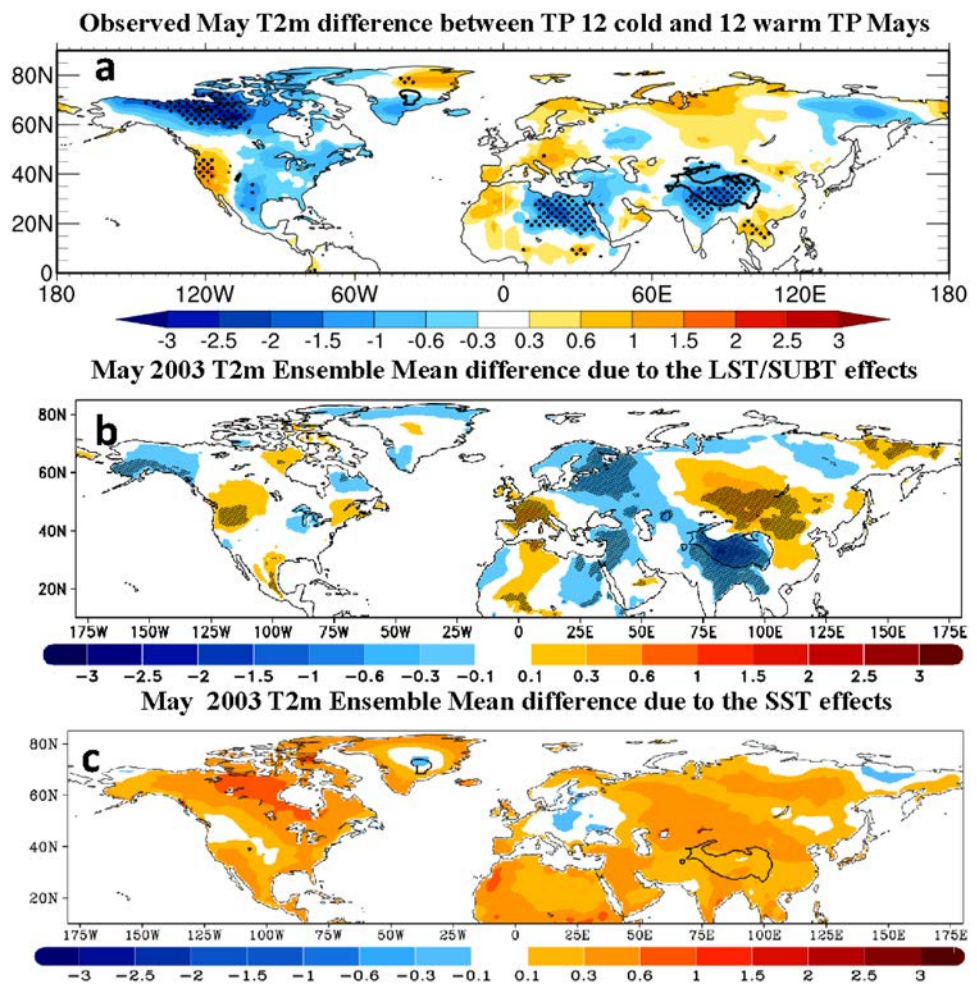 Observed May T2m difference between TP 12 cold and 12 warm TP Mays
a
80N
60N
40N
20N
0
180 120W 60W 0 60E 120E 180
-3 -2.5 -2 -1.5 -1 -0.6 -0.3 0.3 0.6 1 1.5 2 2.5 3
May 2003 T2m Ensemble Mean difference due to the LST/SUBT effects
b
80N
60N
40N
20N
175W 150W 125W 100W 75W 50W 25W 0 25E 50E 75E 100E 125E 150E 175E
-3 -2.5 -2 -1.5 -1 -0.6 -0.3 -0.1 0.1 0.3 0.6 1 1.5 2 2.5 3
May 2003 T2m Ensemble Mean difference due to the SST effects
c
80N
60N
40N
20N
175W 150W 125W 100W 75W 50W 25W 0 25E 50E 75E 100E 125E 150E 175E
-3 -2.5 -2 -1.5 -1 -0.6 -0.3 -0.1 0.1 0.3 0.6 1 1.5 2 2.5 3